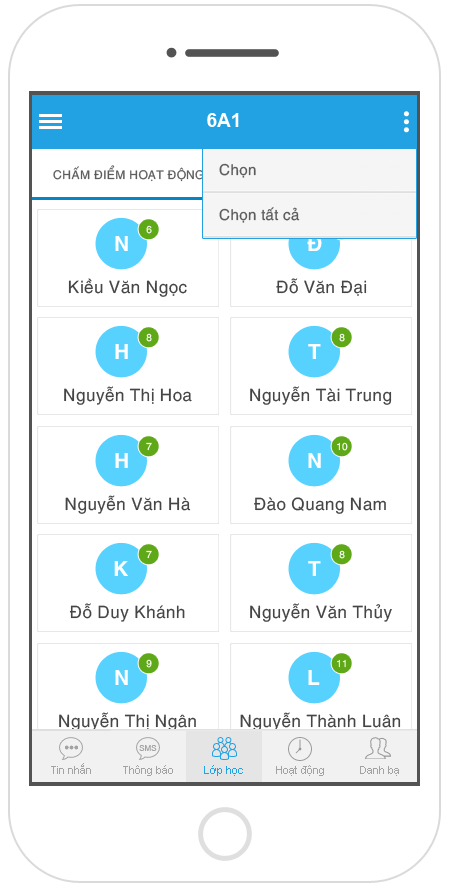 6A1
CHẤM ĐIỂM HOẠT ĐỘNG
Chọn
Chọn tất cả
N 6
Kiều Văn Ngọc
Đ
Đỗ Văn Đại
H 8
Nguyễn Thị Hoa
T 8
Nguyễn Tài Trung
H 7
Nguyễn Văn Hà
N 10
Đào Quang Nam
K 7
Đỗ Duy Khánh
T 8
Nguyễn Văn Thủy
N 9
Nguyễn Thị Ngân
L 11
Nguyễn Thành Luân
SMS
Tin nhắn
Thông báo
Lớp học
Hoạt động
Danh bạ